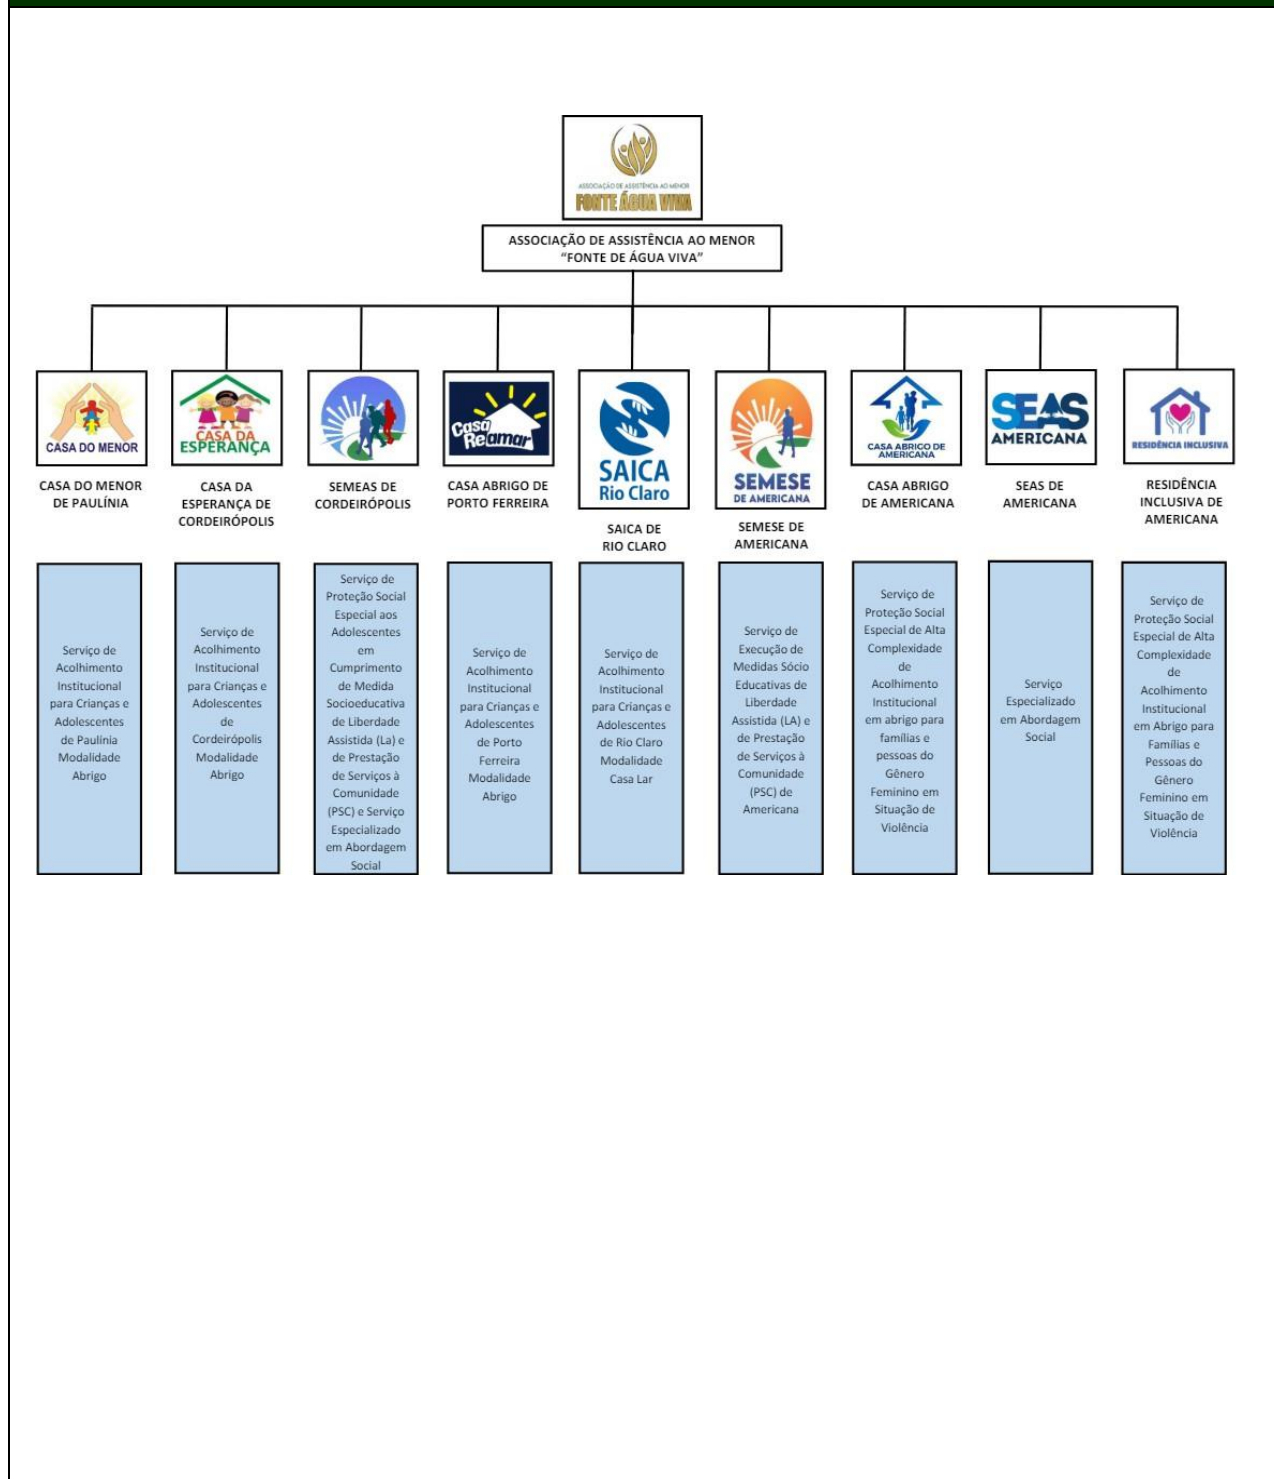 ASSOCIAÇÃO DE ASSISTÊNCIA AO MENOR
FONTE ÁGUA VIVA
ASSOCIAÇÃO DE ASSISTÊNCIA AO MENOR
“FONTE DE ÁGUA VIVA”
CASA DO MENOR
CASA DO MENOR
DE PAULÍNIA
Serviço de
Acolhimento
Institucional
para Crianças e
Adolescentes
de Paulínia
Modalidade
Abrigo
CASA DA
ESPERANÇA
CASA DA
ESPERANÇA DE
CORDEIRÓPOLIS
Serviço de
Acolhimento
Institucional
para Crianças e
Adolescentes
de
Cordeirópolis
Modalidade
Abrigo
SEMEAS DE
CORDEIRÓPOLIS
Serviço de
Proteção Social
Especial aos
Adolescentes
em
Cumprimento
de Medida
Socioeducativa
de Liberdade
Assistida (La) e
de Prestação
de Serviços à
Comunidade
(PSC) e Serviço
Especializado
em Abordagem
Social
Casa
Reamar
CASA ABRIGO DE
PORTO FERREIRA
Serviço de
Acolhimento
Institucional
para Crianças e
Adolescentes
de Porto
Ferreira
Modalidade
Abrigo
SAICA
Rio Claro
SAICA DE
RIO CLARO
Serviço de
Acolhimento
Institucional
para Crianças e
Adolescentes
de Rio Claro
Modalidade
Casa Lar
SEMESE
DE AMERICANA
SEMESE DE
AMERICANA
Serviço de
Execução de
Medidas Sócio
Educativas de
Liberdade
Assistida (LA) e
de Prestação
de Serviços à
Comunidade
(PSC) de
Americana
CASA ABRIGO DE
AMERICANA
CASA ABRIGO
DE AMERICANA
Serviço de
Proteção Social
Especial de Alta
Complexidade
de
Acolhimento
Institucional
em abrigo para
famílias e
pessoas do
Gênero
Feminino em
Situação de
Violência
SEAS
AMERICANA
SEAS DE
AMERICANA
Serviço
Especializado
em Abordagem
Social
RESIDÊNCIA INCLUSIVA
RESIDÊNCIA
INCLUSIVA DE
AMERICANA
Serviço de
Proteção Social
Especial de Alta
Complexidade
de
Acolhimento
Institucional
em Abrigo para
Famílias e
Pessoas do
Gênero
Feminino em
Situação de
Violência